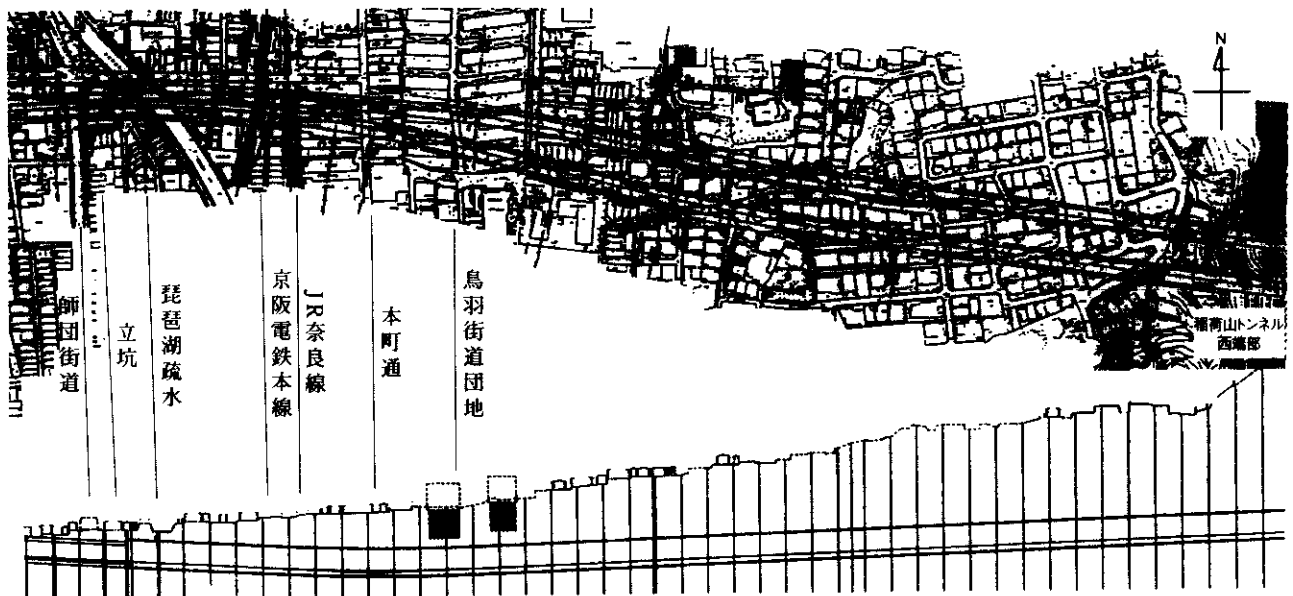 N
師団街道
立坑
琵琶湖疏水
京阪電鉄本線
JR奈良線
本町通
鳥羽街道団地
稲荷山トンネル
西端部